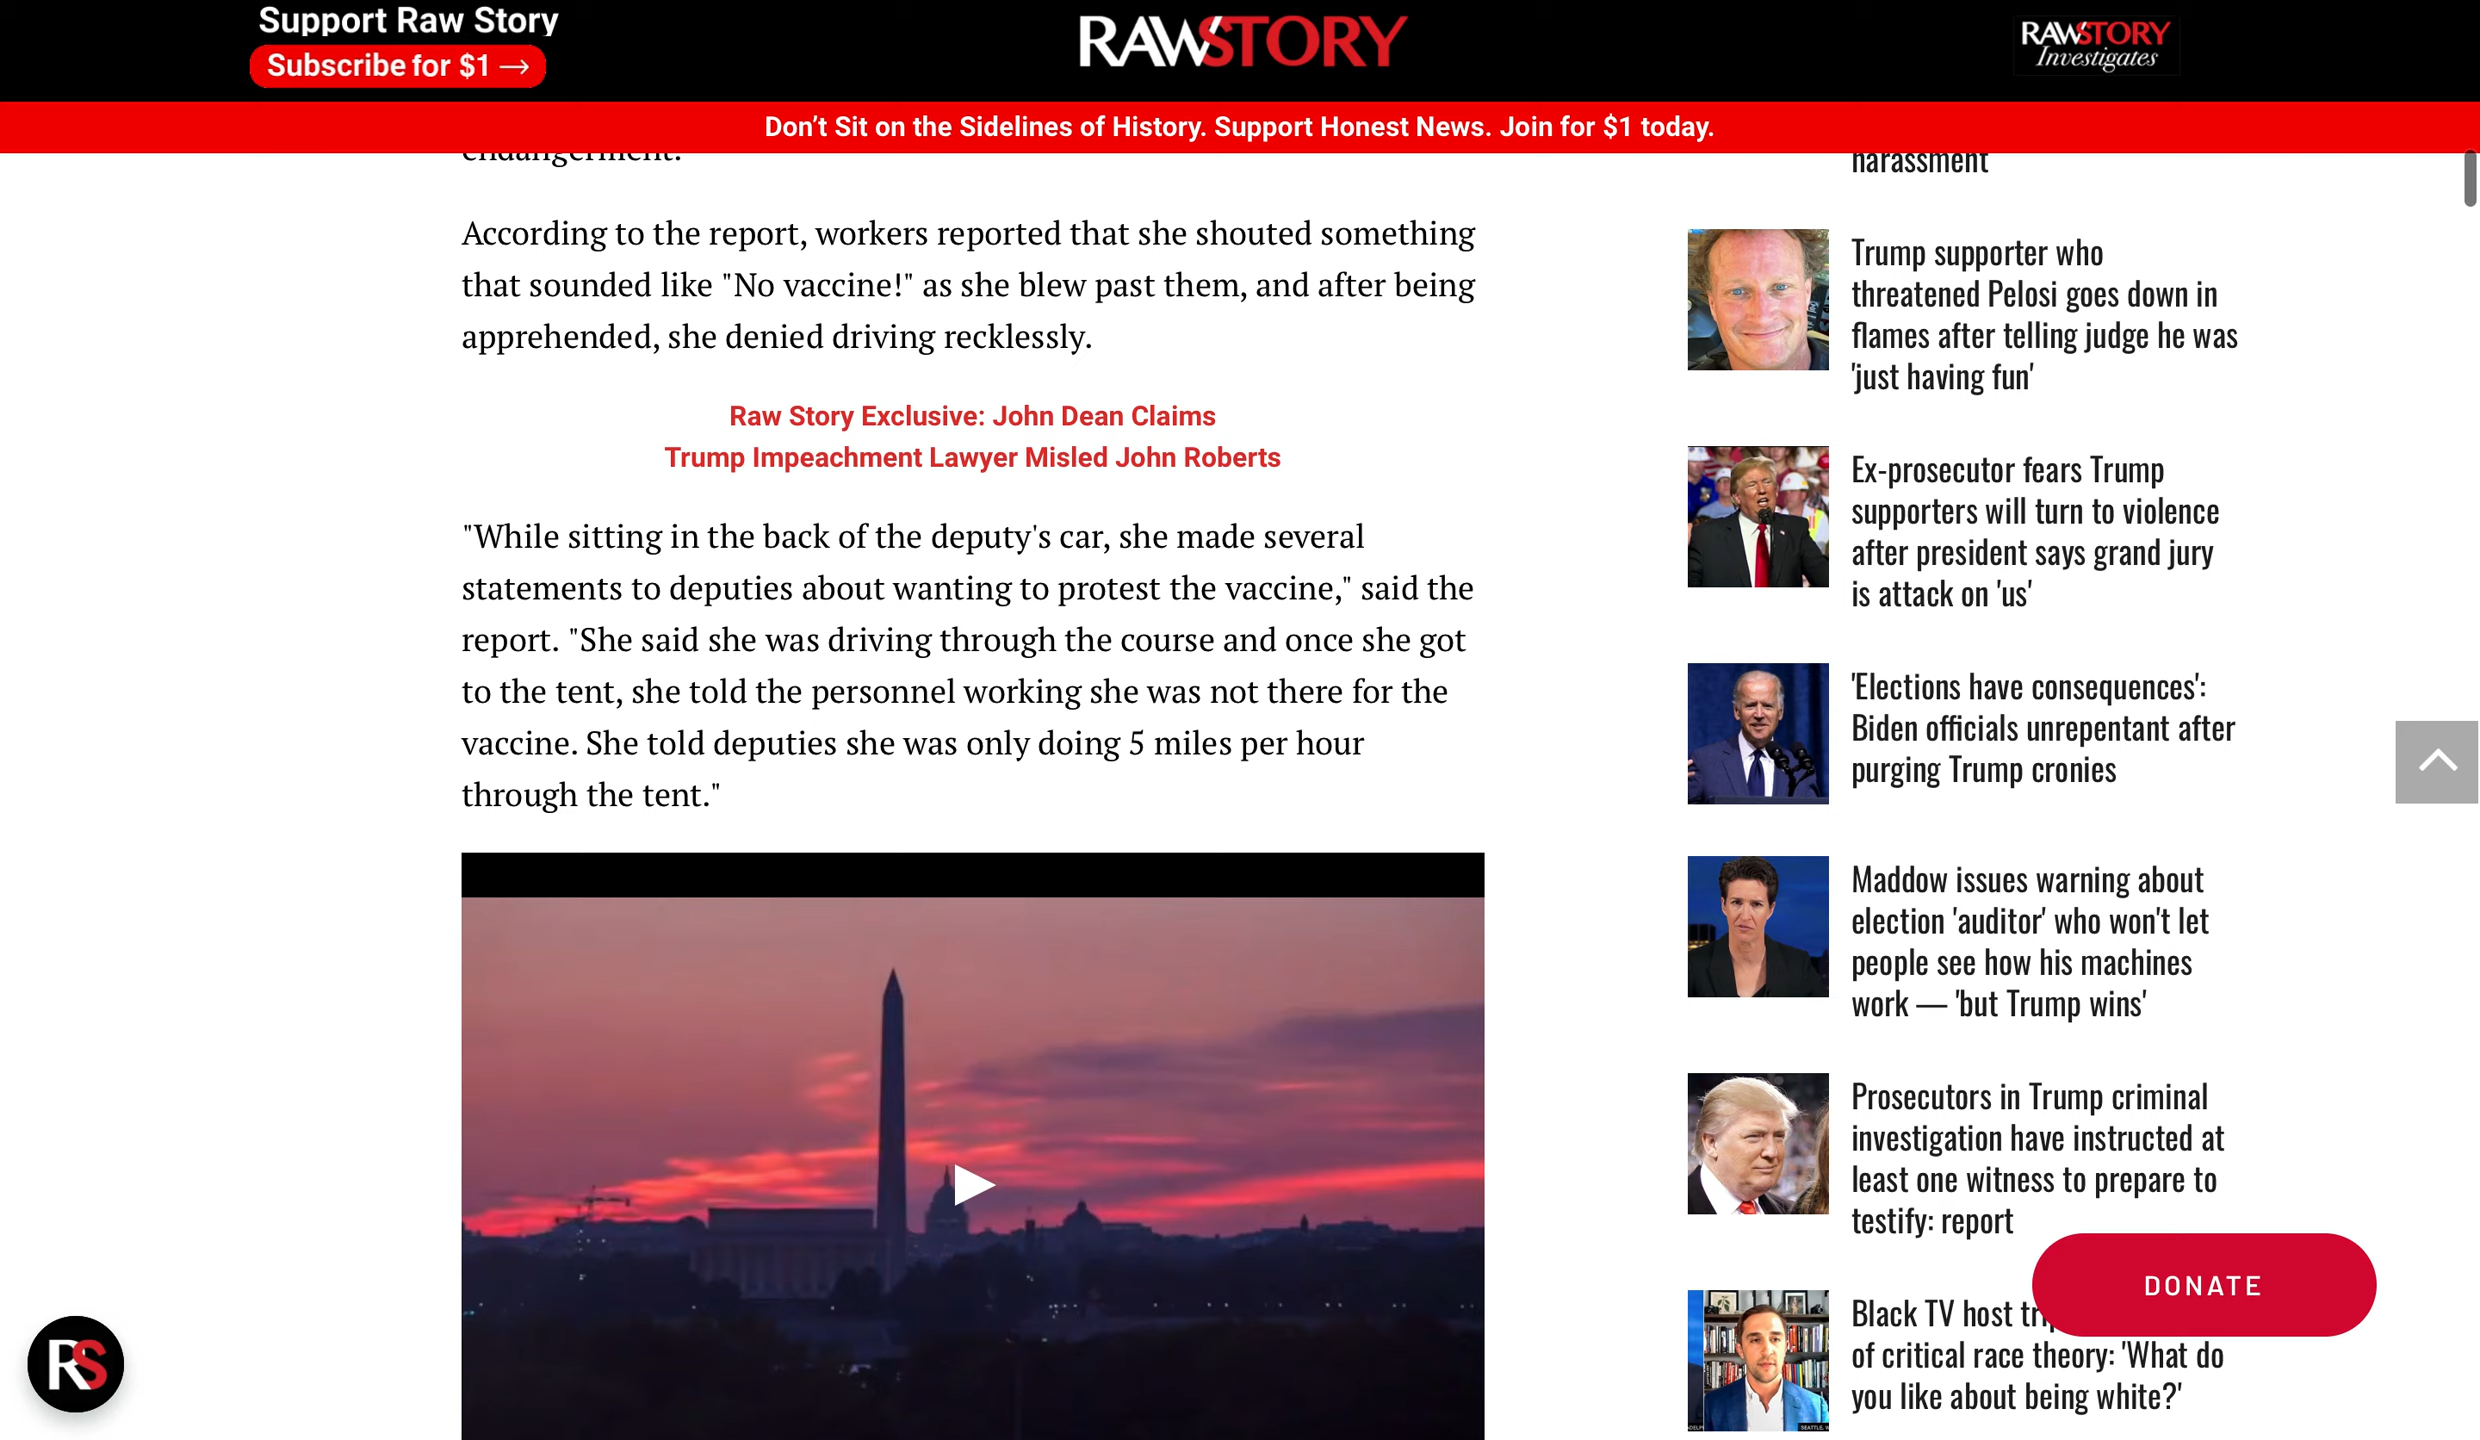 Support Raw Story
Subscribe for $1 →
RAWSTORY
RAWSTORY
Investigates
Don’t Sit on the Sidelines of History. Support Honest News. Join for $1 today.
endangerment.
According to the report, workers reported that she shouted something
that sounded like "No vaccine!" as she blew past them, and after being
apprehended, she denied driving recklessly.
Raw Story Exclusive: John Dean Claims
Trump Impeachment Lawyer Misled John Roberts
"While sitting in the back of the deputy's car, she made several
statements to deputies about wanting to protest the vaccine," said the
report. "She said she was driving through the course and once she got
to the tent, she told the personnel working she was not there for the
vaccine. She told deputies she was only doing 5 miles per hour
through the tent."
harassment
Trump supporter who
threatened Pelosi goes down in
flames after telling judge he was
'just having fun'
Ex-prosecutor fears Trump
supporters will turn to violence
after president says grand jury
is attack on 'us'
'Elections have consequences':
Biden officials unrepentant after
purging Trump cronies
Maddow issues warning about
election 'auditor' who won't let
people see how his machines
work — 'but Trump wins'
Prosecutors in Trump criminal
investigation have instructed at
least one witness to prepare to
testify: report
Black TV host
of critical race theory: 'What do
you like about being white?'
DONATE
RS